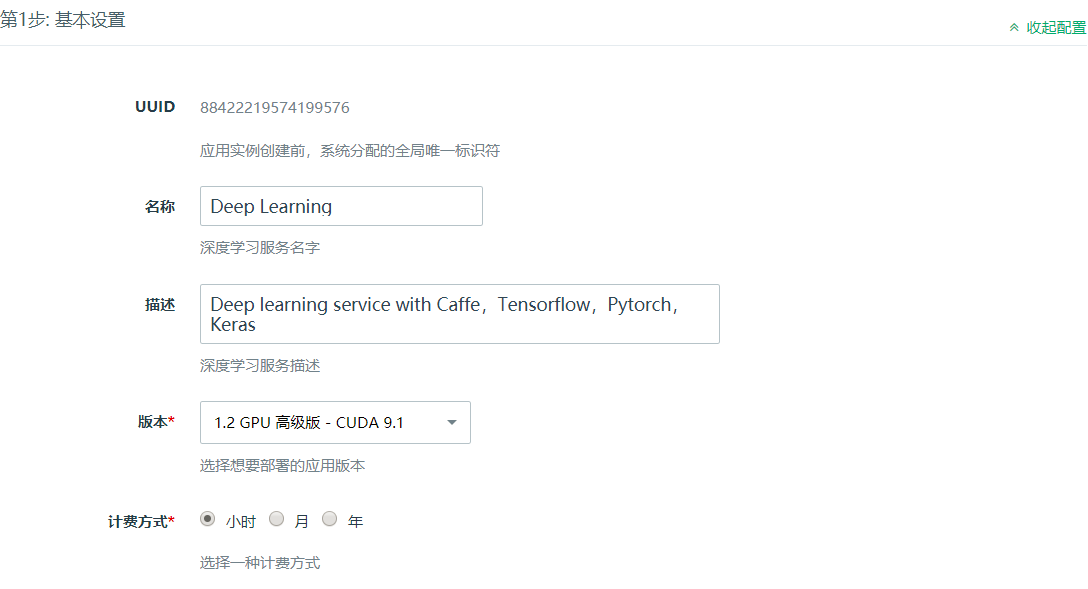 第1步: 基本设置
收起配置
UUID 88422219574199576
应用实例创建前，系统分配的全局唯一标识符
名称 Deep Learning
深度学习服务名字
描述 Deep learning service with Caffe，Tensorflow，Pytorch，
Keras
深度学习服务描述
版本* 1.2 GPU 高级版 - CUDA 9.1
选择想要部署的应用版本
计费方式* 小时 月 年
选择一种计费方式